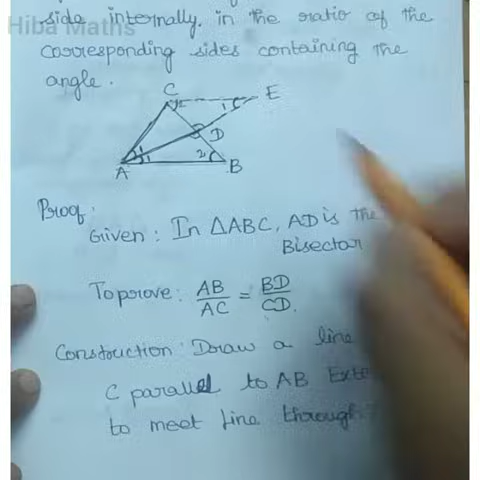 side internally. in the ratio of the
Hiba Maths
corresponding sides containing the
angle.
C
E
D
A
B
Proof:
Given: In ΔABC, AD is the
Bisector
To prove: AB/AC = BD/CD.
Construction: Draw a line
C parallel to AB
to meet line through